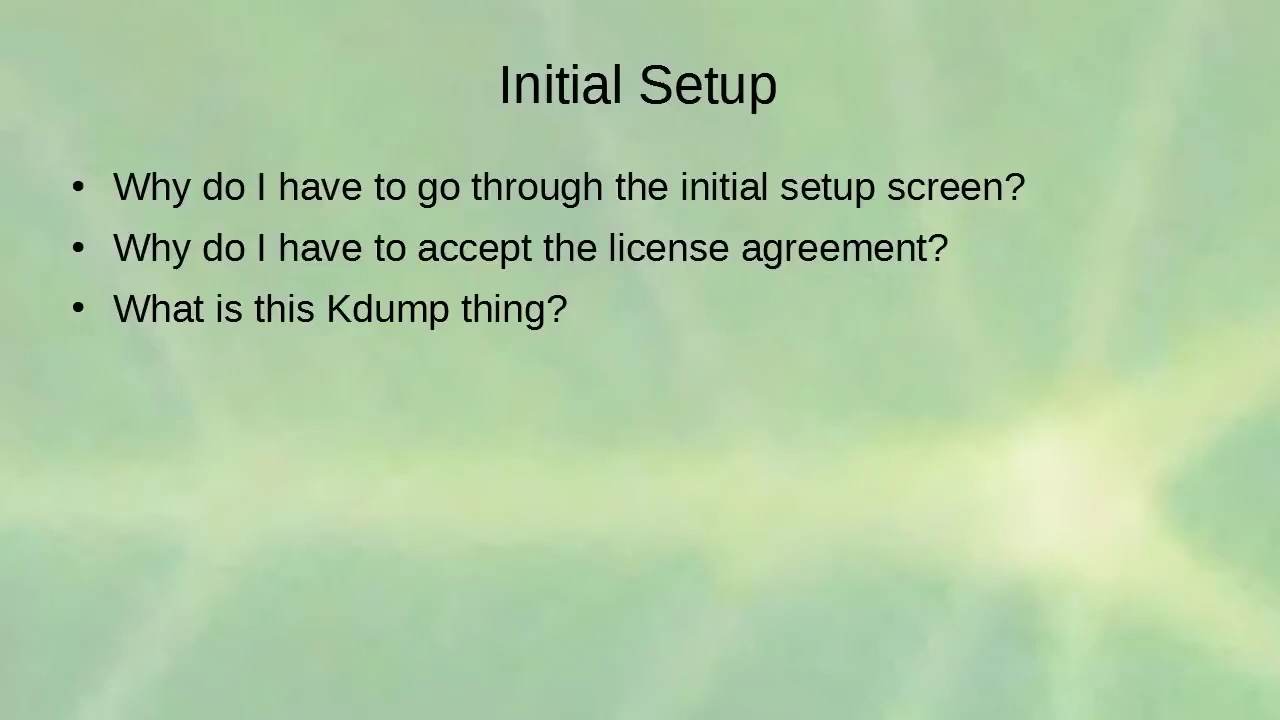 Initial Setup
• Why do I have to go through the initial setup screen?
• Why do I have to accept the license agreement?
• What is this Kdump thing?